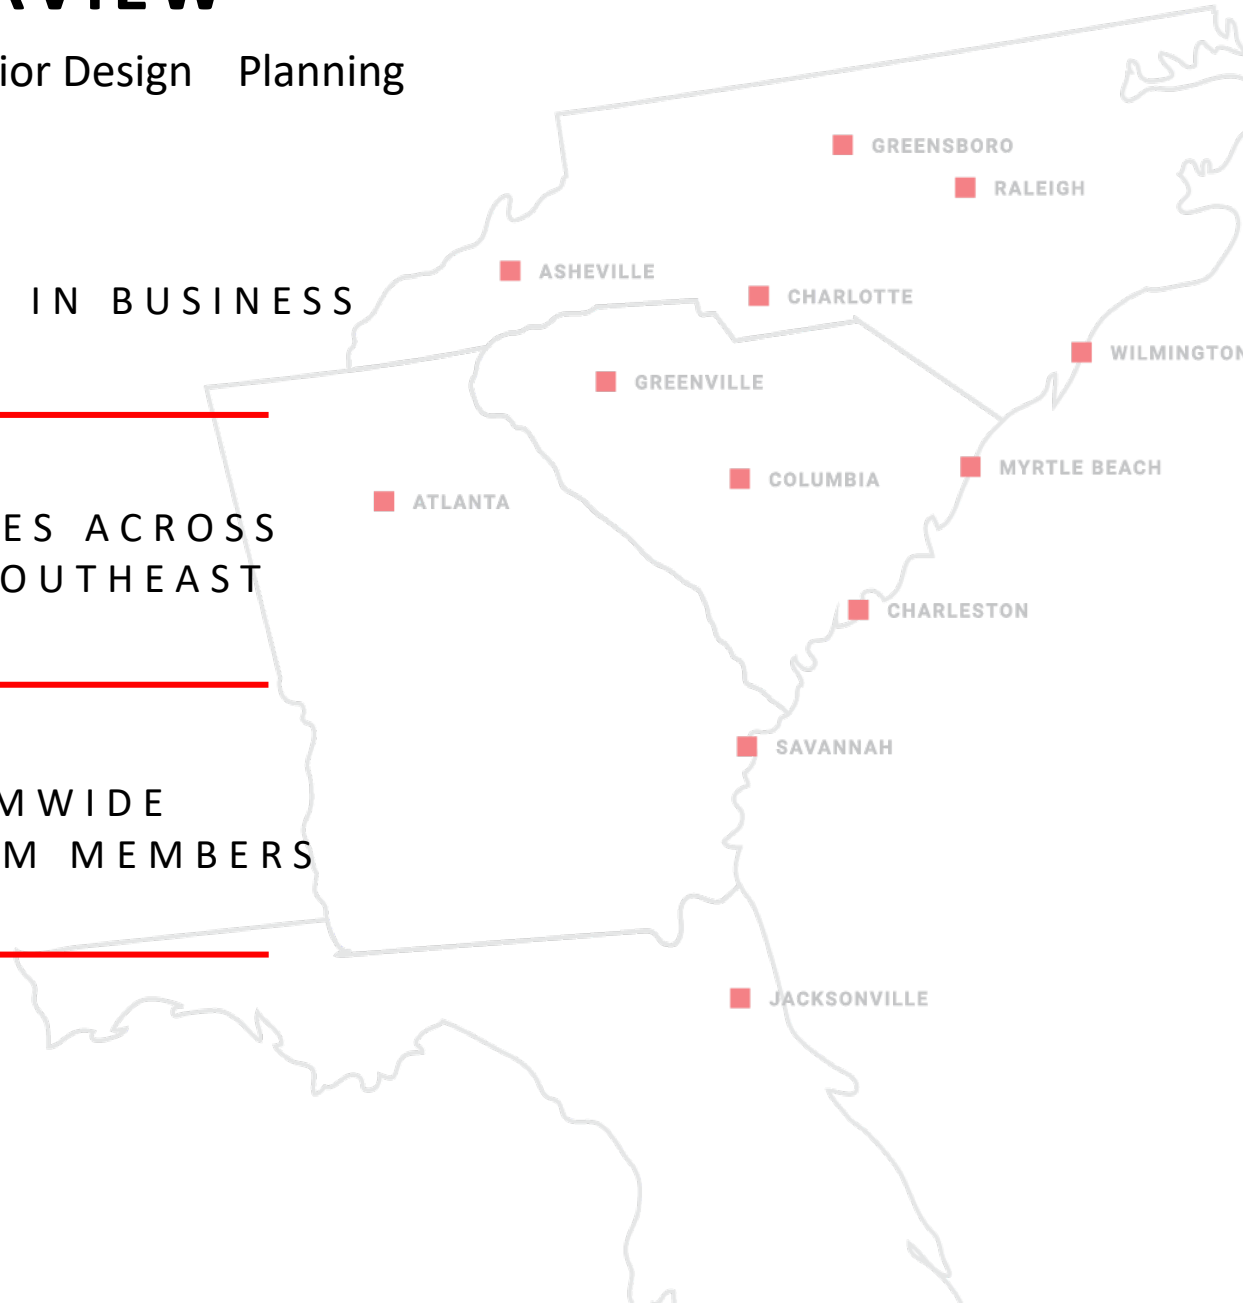 RVIEW
ior Design Planning
IN BUSINESS
ES ACROSS
OUTHEAST
MWIDE
M MEMBERS
GREENSBORO
RALEIGH
ASHEVILLE
CHARLOTTE
WILMINGTON
GREENVILLE
COLUMBIA
MYRTLE BEACH
ATLANTA
CHARLESTON
SAVANNAH
JACKSONVILLE